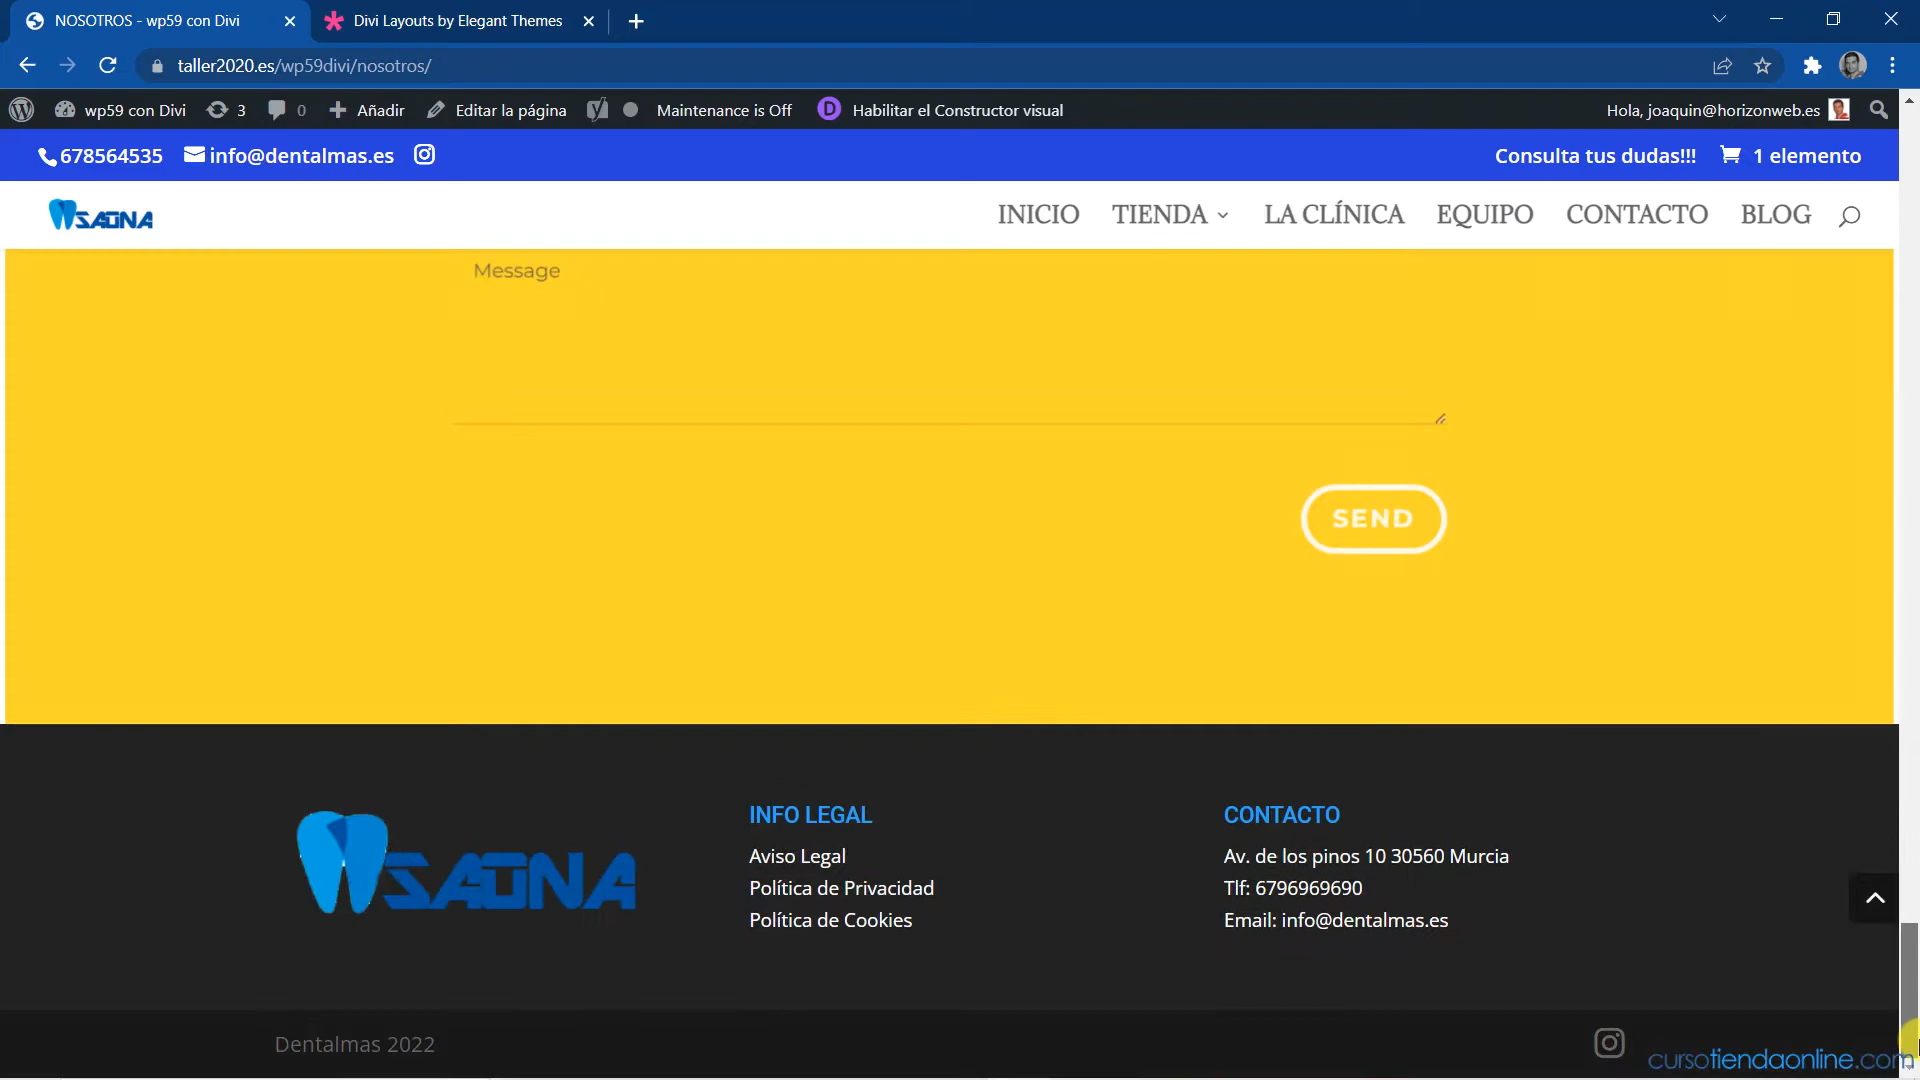 NOSOTROS - wp59 con Divi
Divi Layouts by Elegant Themes
taller2020.es/wp59divi/nosotros/
wp59 con Divi
3
0
Añadir
Editar la página
Maintenance is Off
D
Habilitar el Constructor visual
Hola, joaquin@horizonweb.es
678564535
info@dentalmas.es
Consulta tus dudas!!!
1 elemento
SAONA
INICIO
TIENDA
LA CLÍNICA
EQUIPO
CONTACTO
BLOG
Message
SEND
SAONA
INFO LEGAL
Aviso Legal
Política de Privacidad
Política de Cookies
CONTACTO
Av. de los pinos 10 30560 Murcia
Tlf: 6796969690
Email: info@dentalmas.es
Dentalmas 2022
cursotiendaonline.com